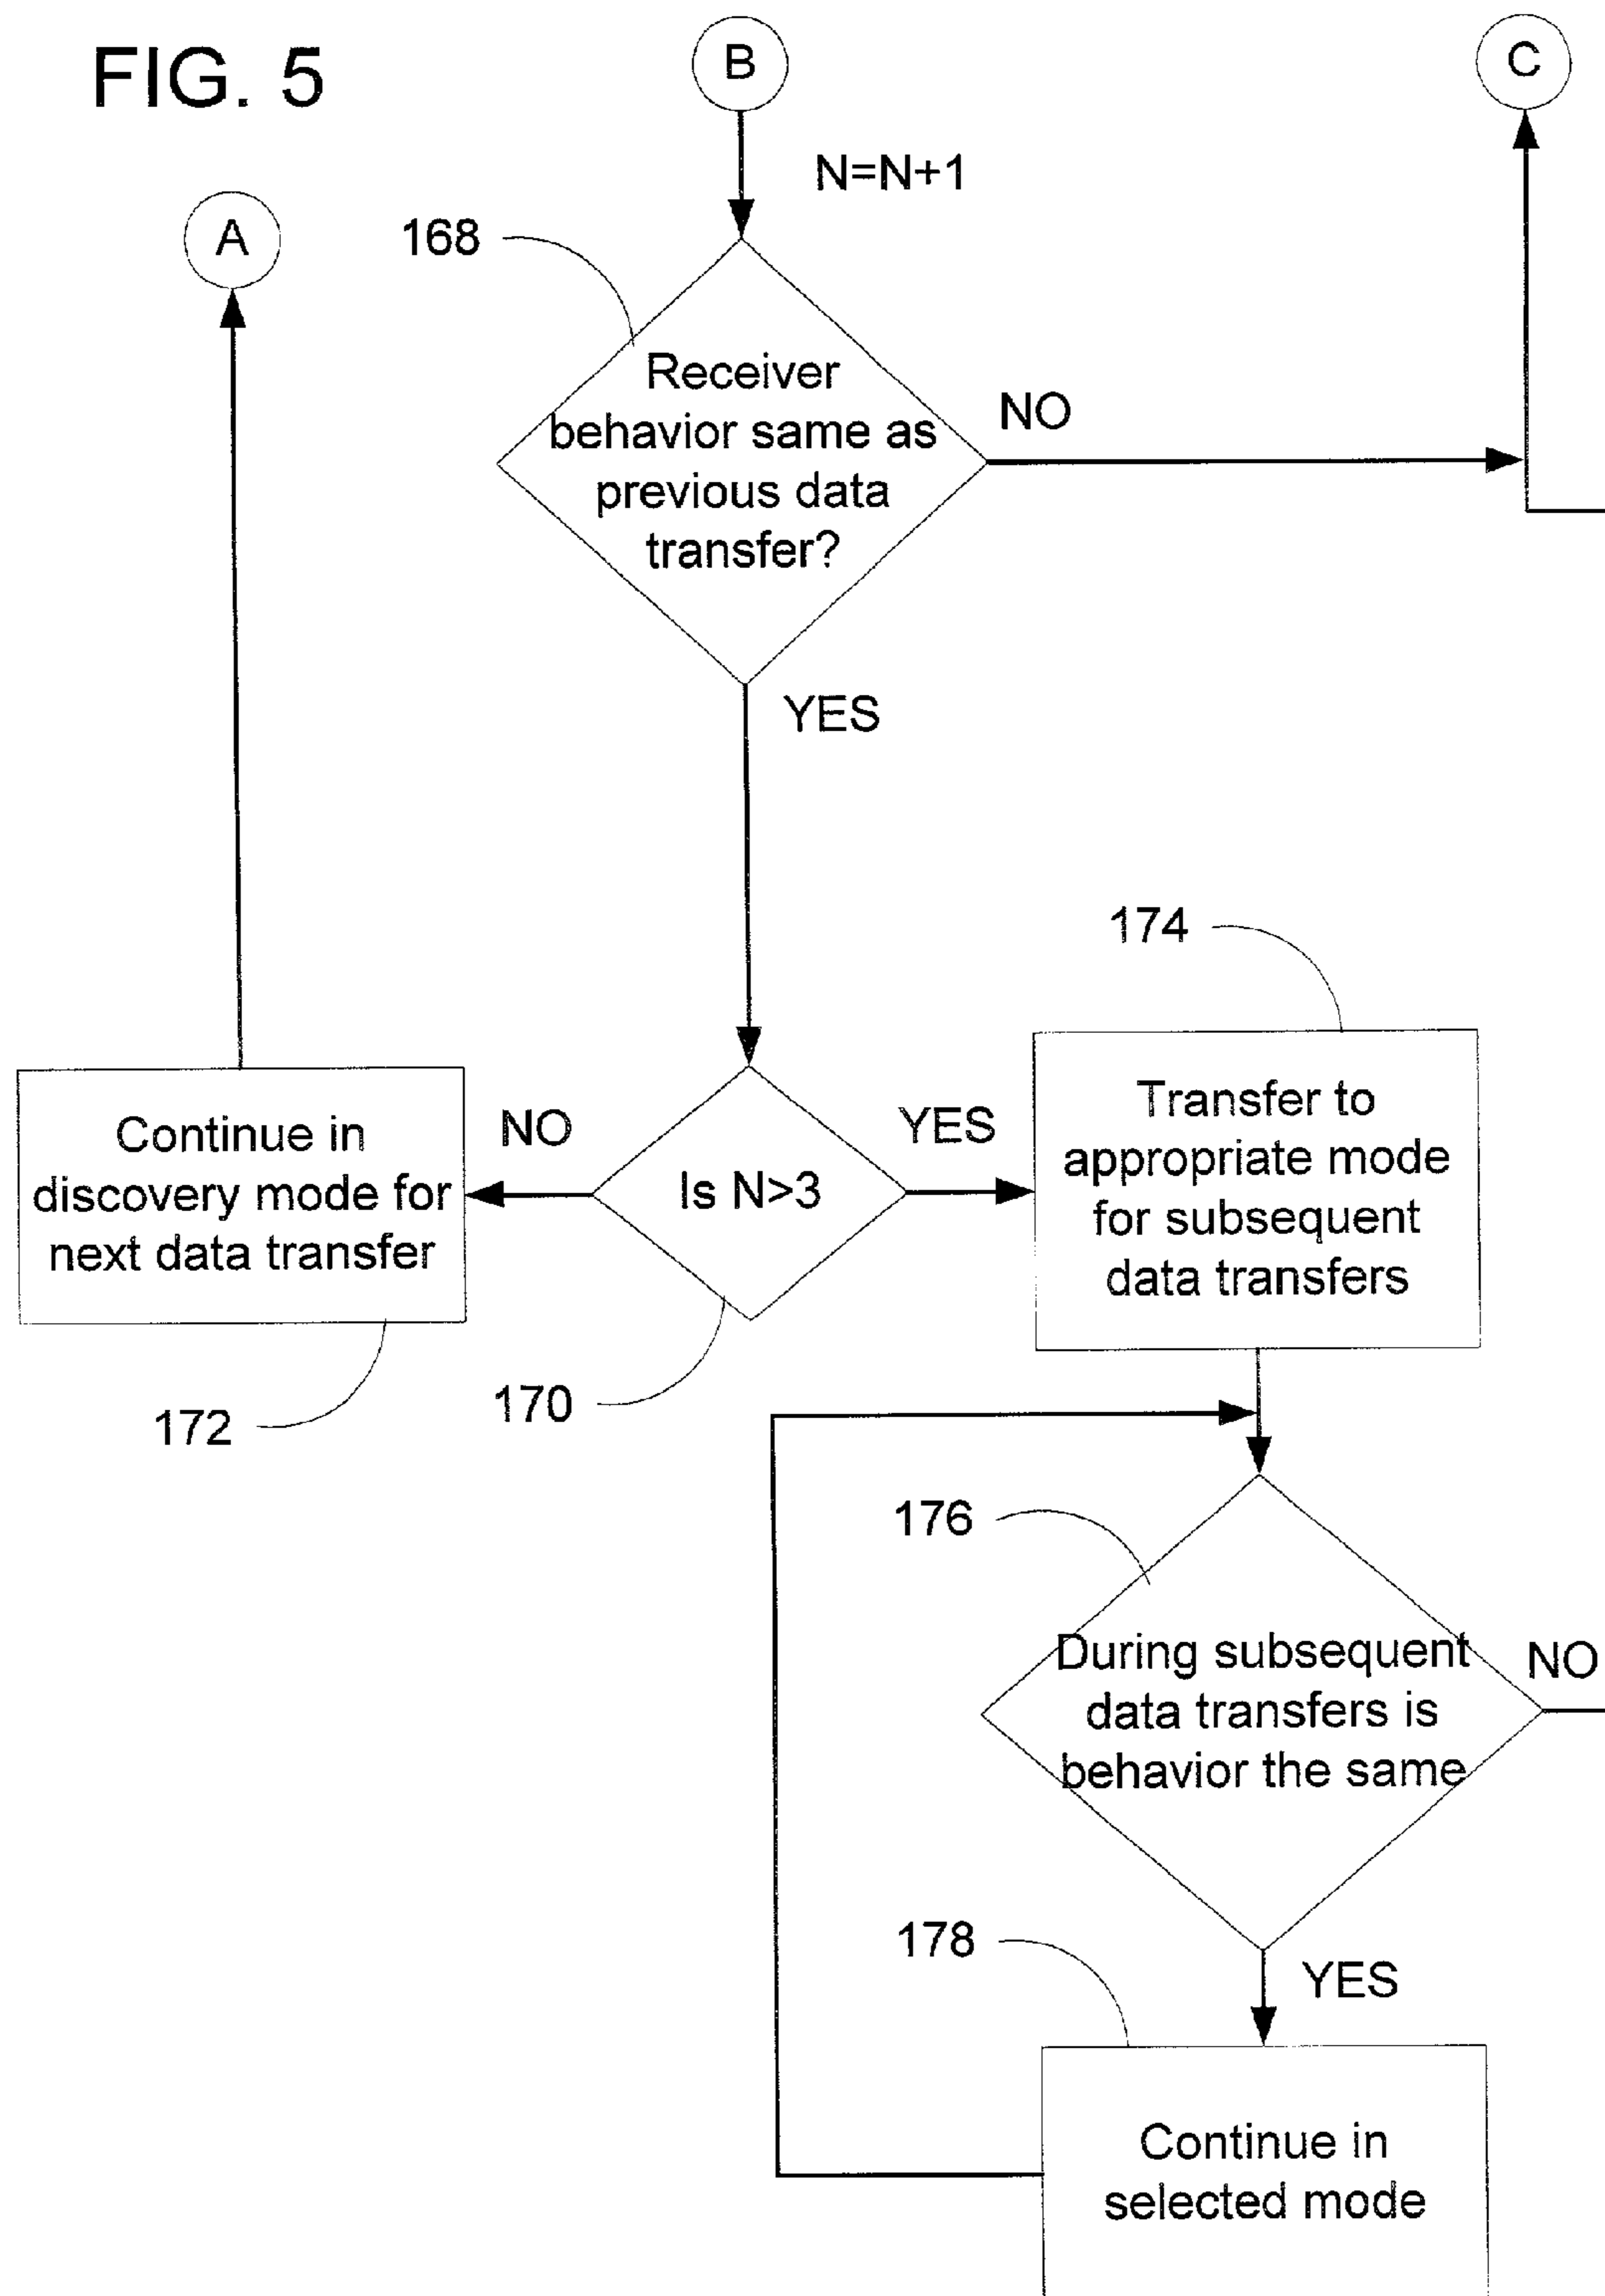 FIG. 5
B
C
N=N+1
A
168
Receiver
behavior same as
previous data
transfer?
NO
YES
174
Continue in
discovery mode for
next data transfer
NO
Is N>3
YES
Transfer to
appropriate mode
for subsequent
data transfers
172
170
176
During subsequent
data transfers is
behavior the same
NO
178
YES
Continue in
selected mode